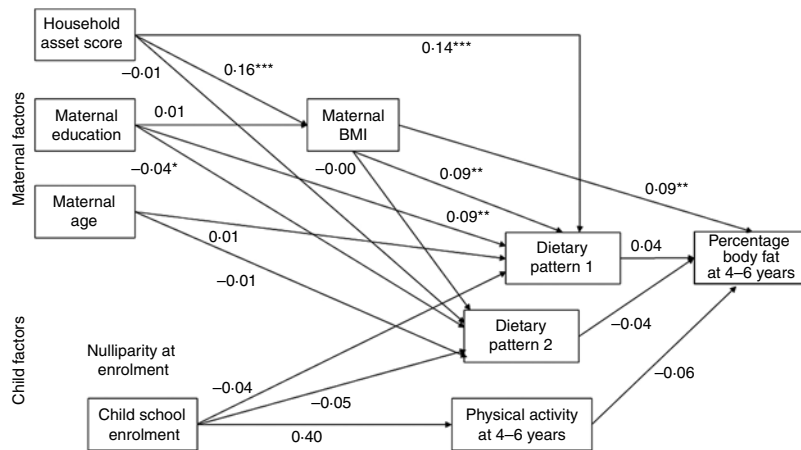 Household
asset score
0·14***
−0·01
0·16***
Maternal factors
Maternal
education
0·01
Maternal
BMI
−0·04*
−0·00
0·09**
0·09**
Maternal
age
0·09**
0·01
Dietary
pattern 1
0·04
Percentage
body fat
at 4–6 years
−0·01
Dietary
pattern 2
−0·04
Child factors
Nulliparity at
enrolment
−0·04
−0·05
−0·06
Child school
enrolment
0·40
Physical activity
at 4–6 years